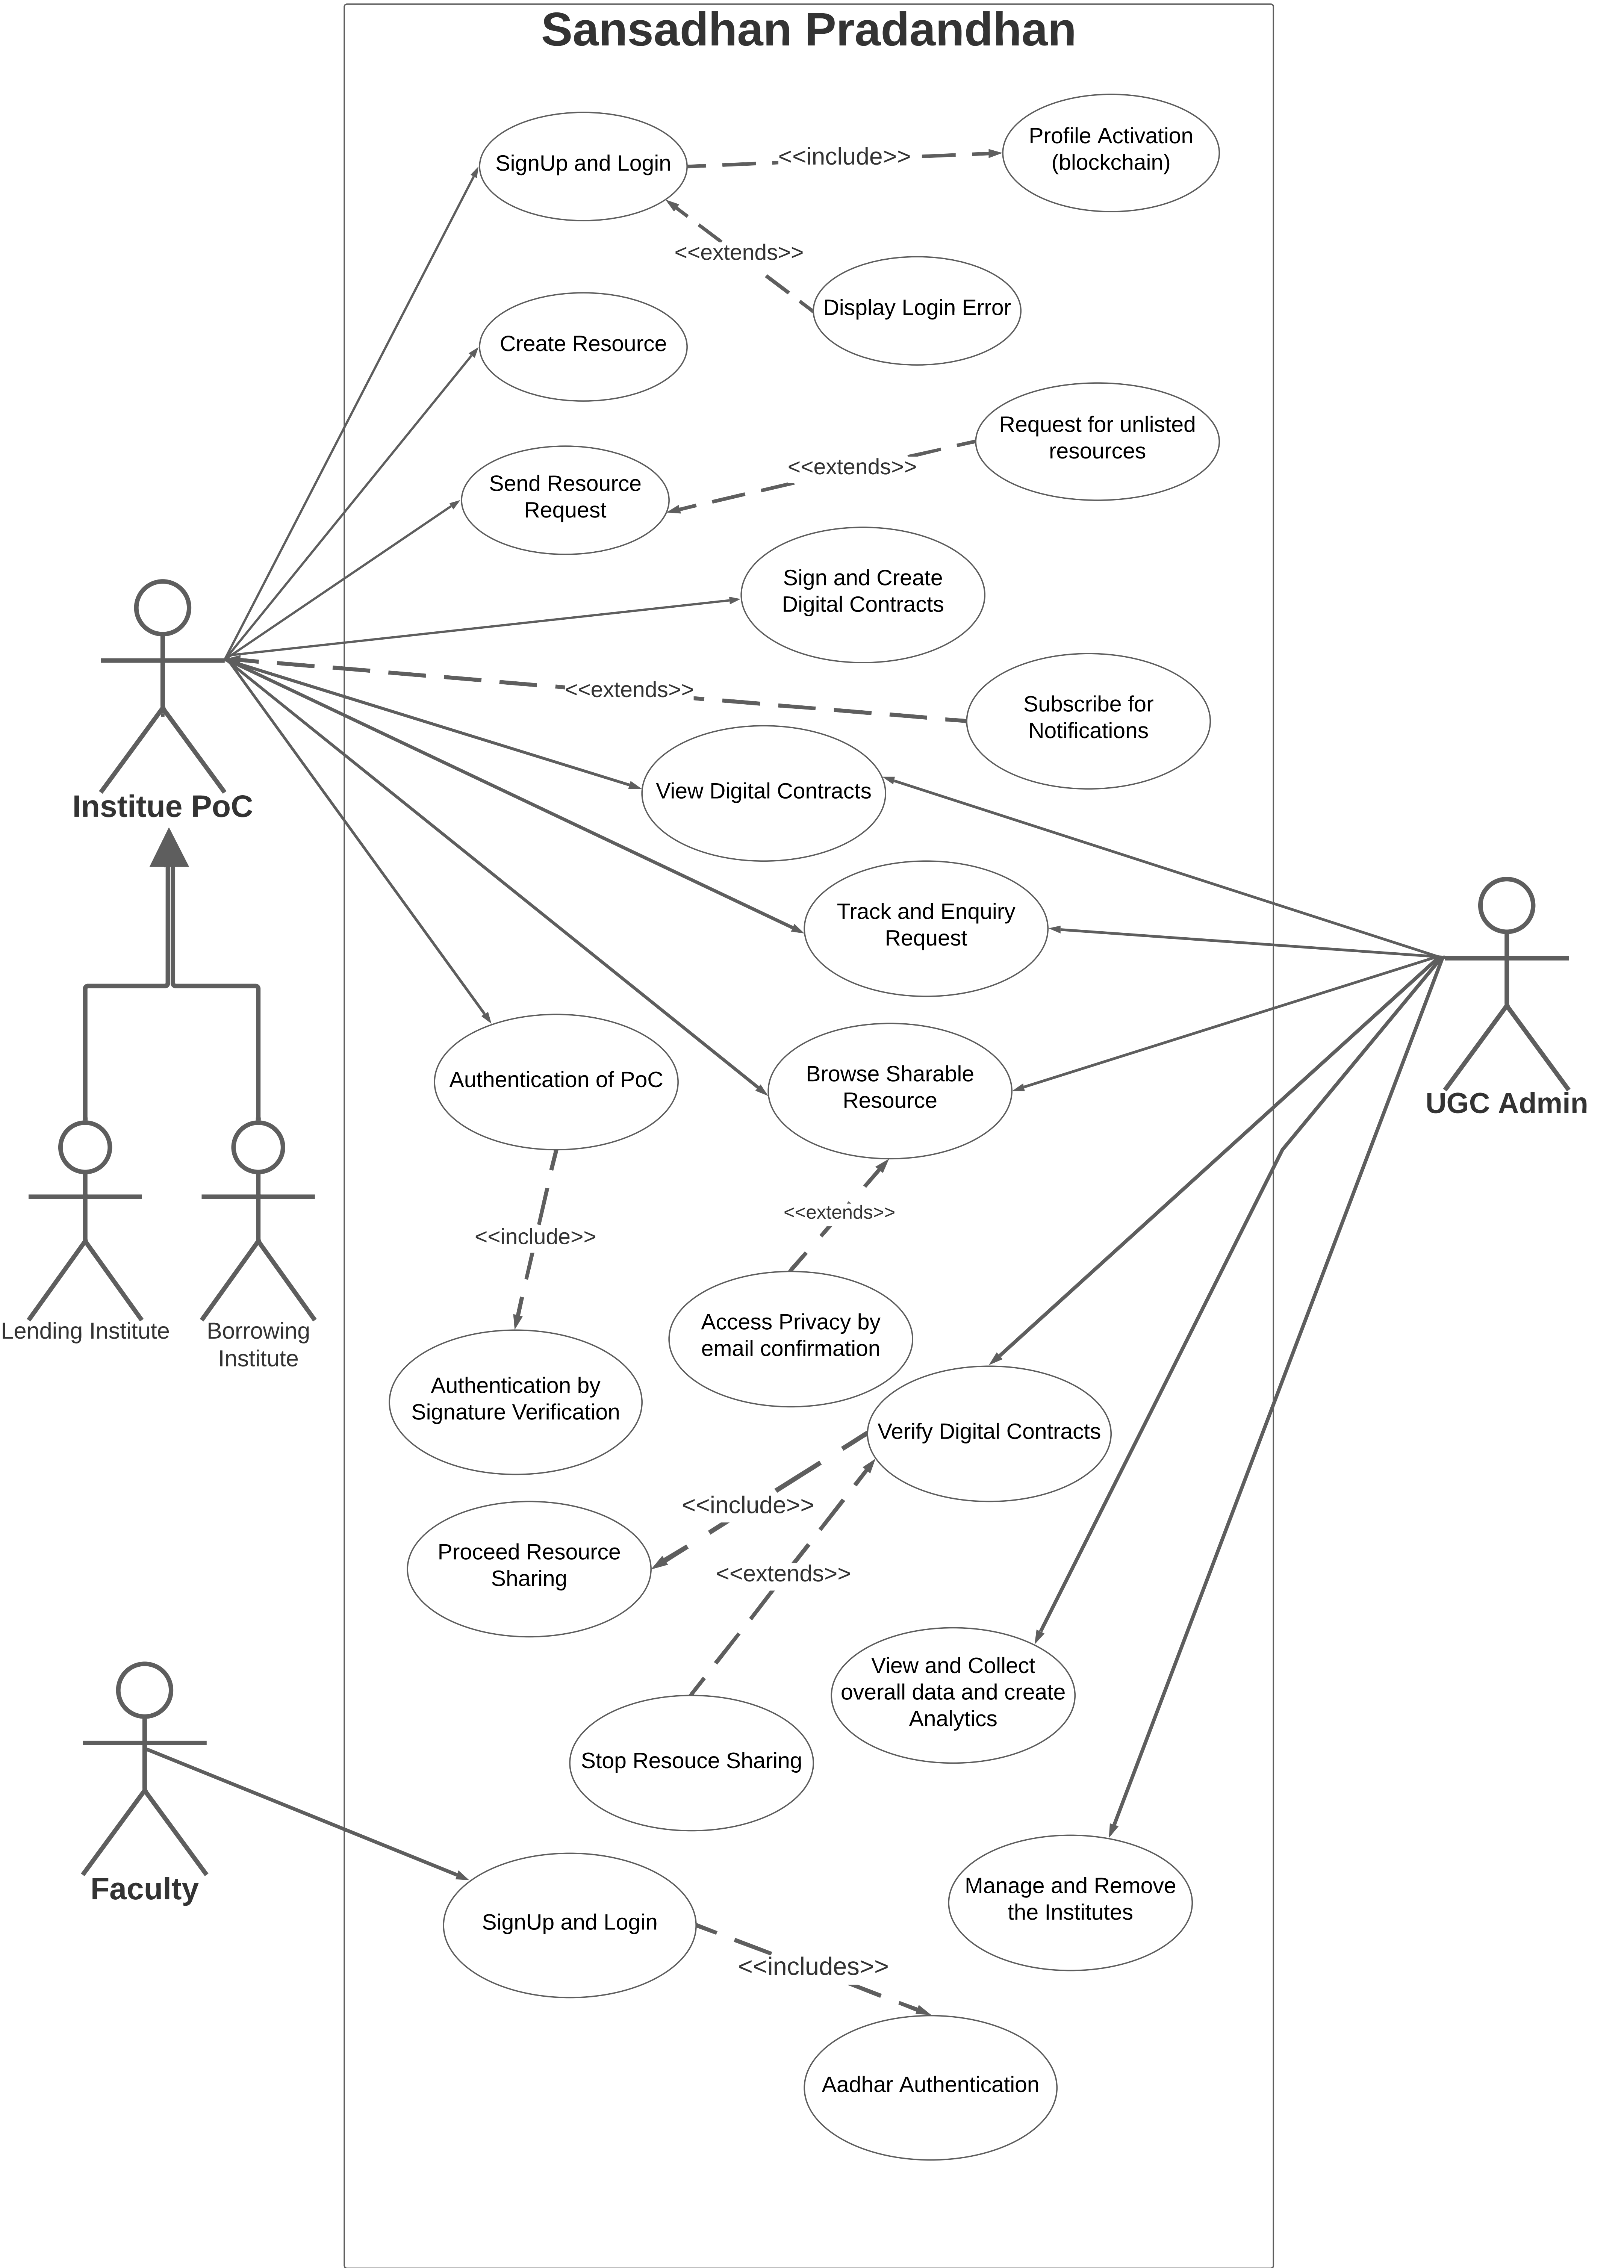 Sansadhan Pradandhan
SignUp and Login
<<include>>
Profile Activation
(blockchain)
<<extends>>
Display Login Error
Create Resource
Request for unlisted
resources
<<extends>>
Send Resource
Request
Sign and Create
Digital Contracts
<<extends>>
Subscribe for
Notifications
Institue PoC
View Digital Contracts
Track and Enquiry
Request
Authentication of PoC
Browse Sharable
Resource
UGC Admin
<<include>>
<<extends>>
Lending Institute
Borrowing
Institute
Access Privacy by
email confirmation
Authentication by
Signature Verification
Verify Digital Contracts
<<include>>
Proceed Resource
Sharing
<<extends>>
View and Collect
overall data and create
Analytics
Stop Resouce Sharing
Faculty
Manage and Remove
the Institutes
SignUp and Login
<<includes>>
Aadhar Authentication